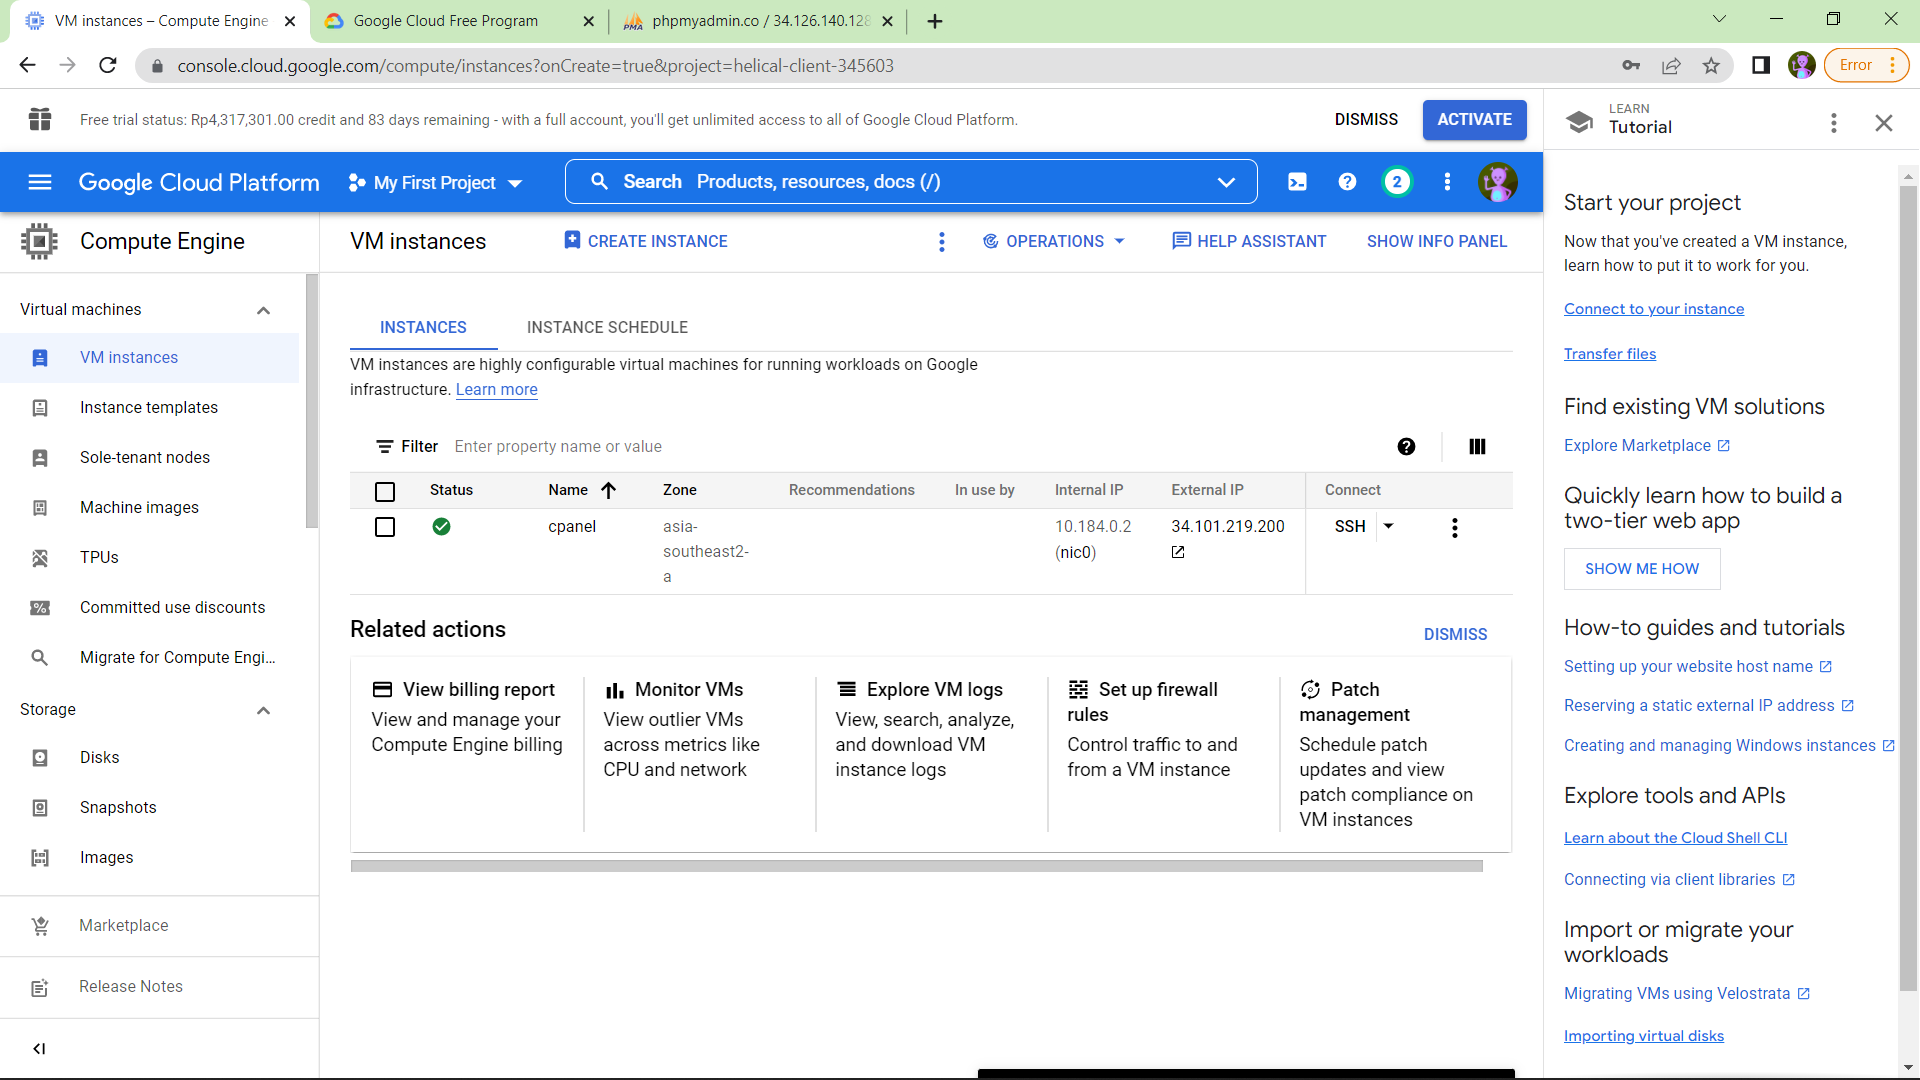 VM instances – Compute Engine
Google Cloud Free Program
phpmyadmin.co / 34.126.140.128
console.cloud.google.com/compute/instances?onCreate=true&project=helical-client-345603
Error
Free trial status: Rp4,317,301.00 credit and 83 days remaining - with a full account, you'll get unlimited access to all of Google Cloud Platform.
DISMISS
ACTIVATE
Google Cloud Platform
My First Project
Search Products, resources, docs (/)
2
Compute Engine
VM instances
CREATE INSTANCE
OPERATIONS
HELP ASSISTANT
SHOW INFO PANEL
Virtual machines
VM instances
Instance templates
Sole-tenant nodes
Machine images
TPUs
Committed use discounts
Migrate for Compute Engi...
Storage
Disks
Snapshots
Images
Marketplace
Release Notes
INSTANCES
INSTANCE SCHEDULE
VM instances are highly configurable virtual machines for running workloads on Google
infrastructure. Learn more
Filter Enter property name or value
Status Name Zone Recommendations In use by Internal IP External IP Connect
cpanel
asia-
southeast2-
a
10.184.0.2
(nic0)
34.101.219.200
SSH
Related actions
DISMISS
View billing report
View and manage your
Compute Engine billing
Monitor VMs
View outlier VMs
across metrics like
CPU and network
Explore VM logs
View, search, analyze,
and download VM
instance logs
Set up firewall
rules
Control traffic to and
from a VM instance
Patch
management
Schedule patch
updates and view
patch compliance on
VM instances
LEARN
Tutorial
Start your project
Now that you've created a VM instance,
learn how to put it to work for you.
Connect to your instance
Transfer files
Find existing VM solutions
Explore Marketplace
Quickly learn how to build a
two-tier web app
SHOW ME HOW
How-to guides and tutorials
Setting up your website host name
Reserving a static external IP address
Creating and managing Windows instances
Explore tools and APIs
Learn about the Cloud Shell CLI
Connecting via client libraries
Import or migrate your
workloads
Migrating VMs using Velostrata
Importing virtual disks